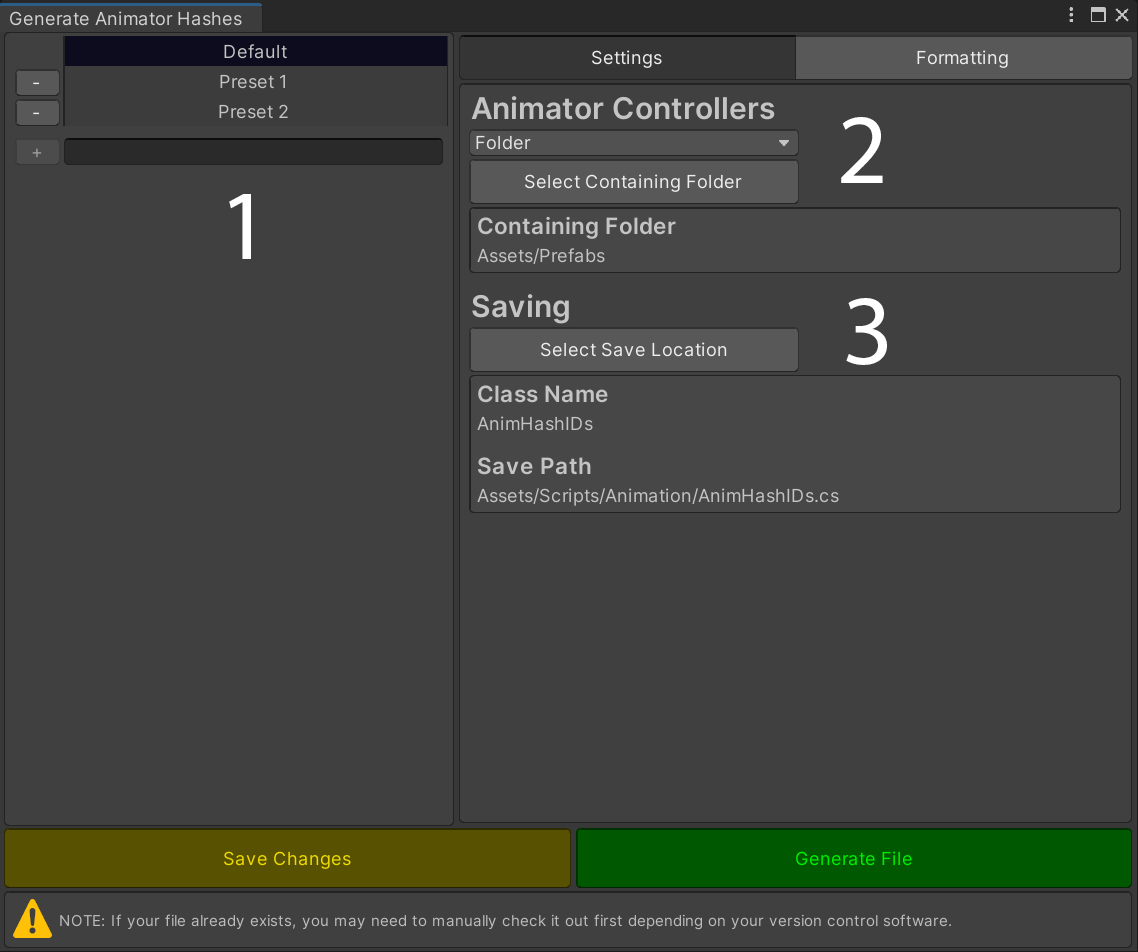 Generate Animator Hashes
Default
- Preset 1
- Preset 2
+
1
Settings
Formatting
Animator Controllers
2
Folder
Select Containing Folder
Containing Folder
Assets/Prefabs
Saving
3
Select Save Location
Class Name
AnimHashIDs
Save Path
Assets/Scripts/Animation/AnimHashIDs.cs
Save Changes
Generate File
NOTE: If your file already exists, you may need to manually check it out first depending on your version control software.